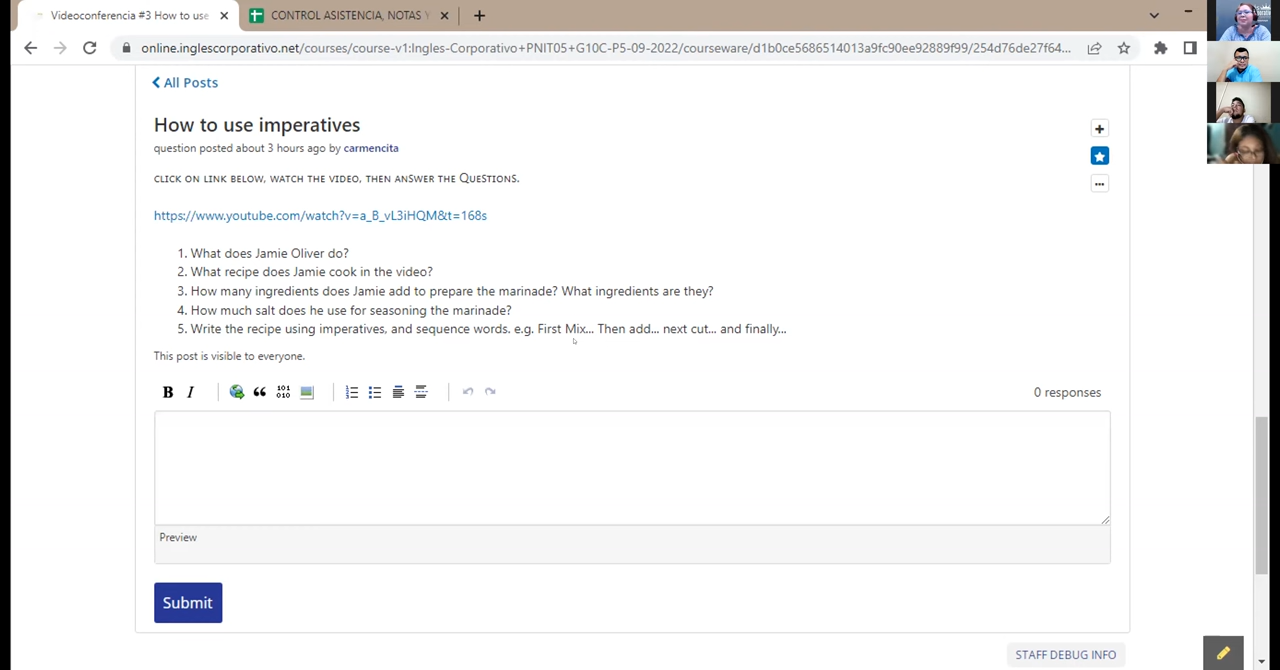 Videoconferencia #3 How to use
CONTROL ASISTENCIA, NOTAS Y
online.inglescorporativo.net/courses/course-v1:Ingles-Corporativo+PNIT05+G10C-P5-09-2022/courseware/d1b0ce5686514013a9fc90ee92889f99/254d76de27f64...
All Posts
How to use imperatives
question posted about 3 hours ago by carmencita
CLICK ON LINK BELOW, WATCH THE VIDEO, THEN ANSWER THE QUESTIONS.
https://www.youtube.com/watch?v=a_B_vL3iHQM&t=168s
1. What does Jamie Oliver do?
2. What recipe does Jamie cook in the video?
3. How many ingredients does Jamie add to prepare the marinade? What ingredients are they?
4. How much salt does he use for seasoning the marinade?
5. Write the recipe using imperatives, and sequence words. e.g. First Mix... Then add... next cut... and finally...
This post is visible to everyone.
B I 101 010 0 responses
Preview
Submit
STAFF DEBUG INFO